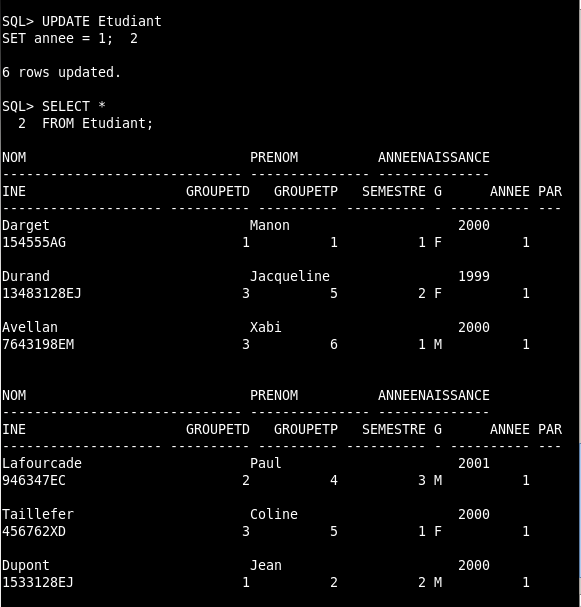 SQL> UPDATE Etudiant
SET annee = 1;  2
6 rows updated.
SQL> SELECT *
  2  FROM Etudiant;
NOM                            PRENOM          ANNEENAISSANCE
------------------------------ --------------- --------------
INE                    GROUPETD   GROUPETP   SEMESTRE G      ANNEE PAR
-------------------- ---------- ---------- ---------- - ---------- ---
Darget                         Manon                     2000
154555AG                      1          1          1 F          1
Durand                         Jacqueline                1999
13483128EJ                    3          5          2 F          1
Avellan                        Xabi                      2000
7643198EM                     3          6          1 M          1
NOM                            PRENOM          ANNEENAISSANCE
------------------------------ --------------- --------------
INE                    GROUPETD   GROUPETP   SEMESTRE G      ANNEE PAR
-------------------- ---------- ---------- ---------- - ---------- ---
Lafourcade                     Paul                      2001
946347EC                      2          4          3 M          1
Taillefer                      Coline                    2000
456762XD                      3          5          1 F          1
Dupont                         Jean                      2000
1533128EJ                     1          2          2 M          1